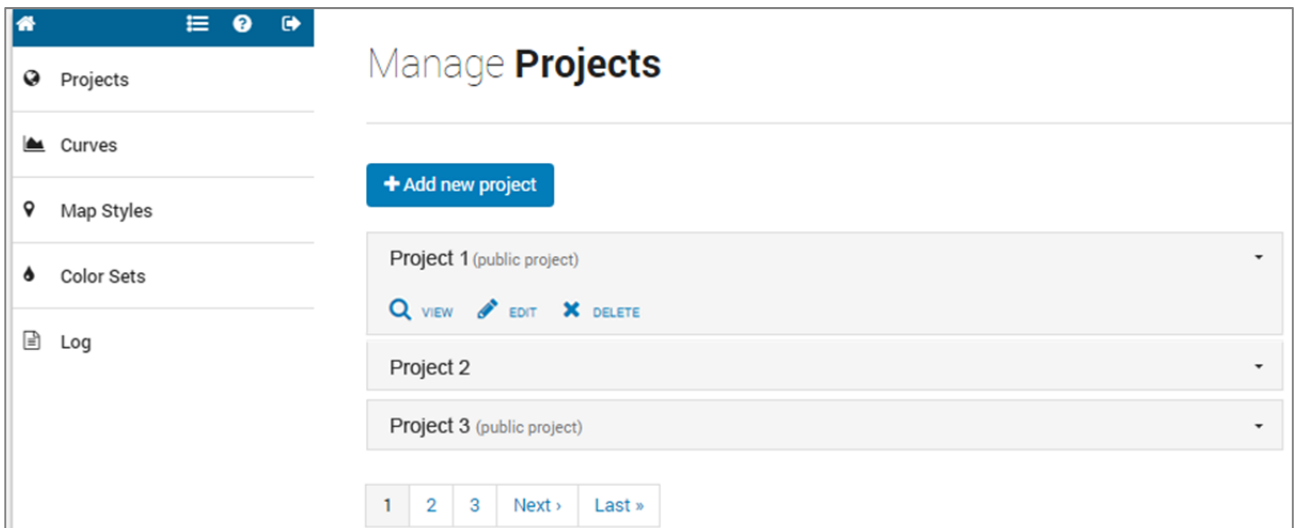 Projects
Curves
Map Styles
Color Sets
Log
Manage Projects
Add new project
Project 1 (public project)
VIEW EDIT DELETE
Project 2
Project 3 (public project)
1 2 3 Next › Last »